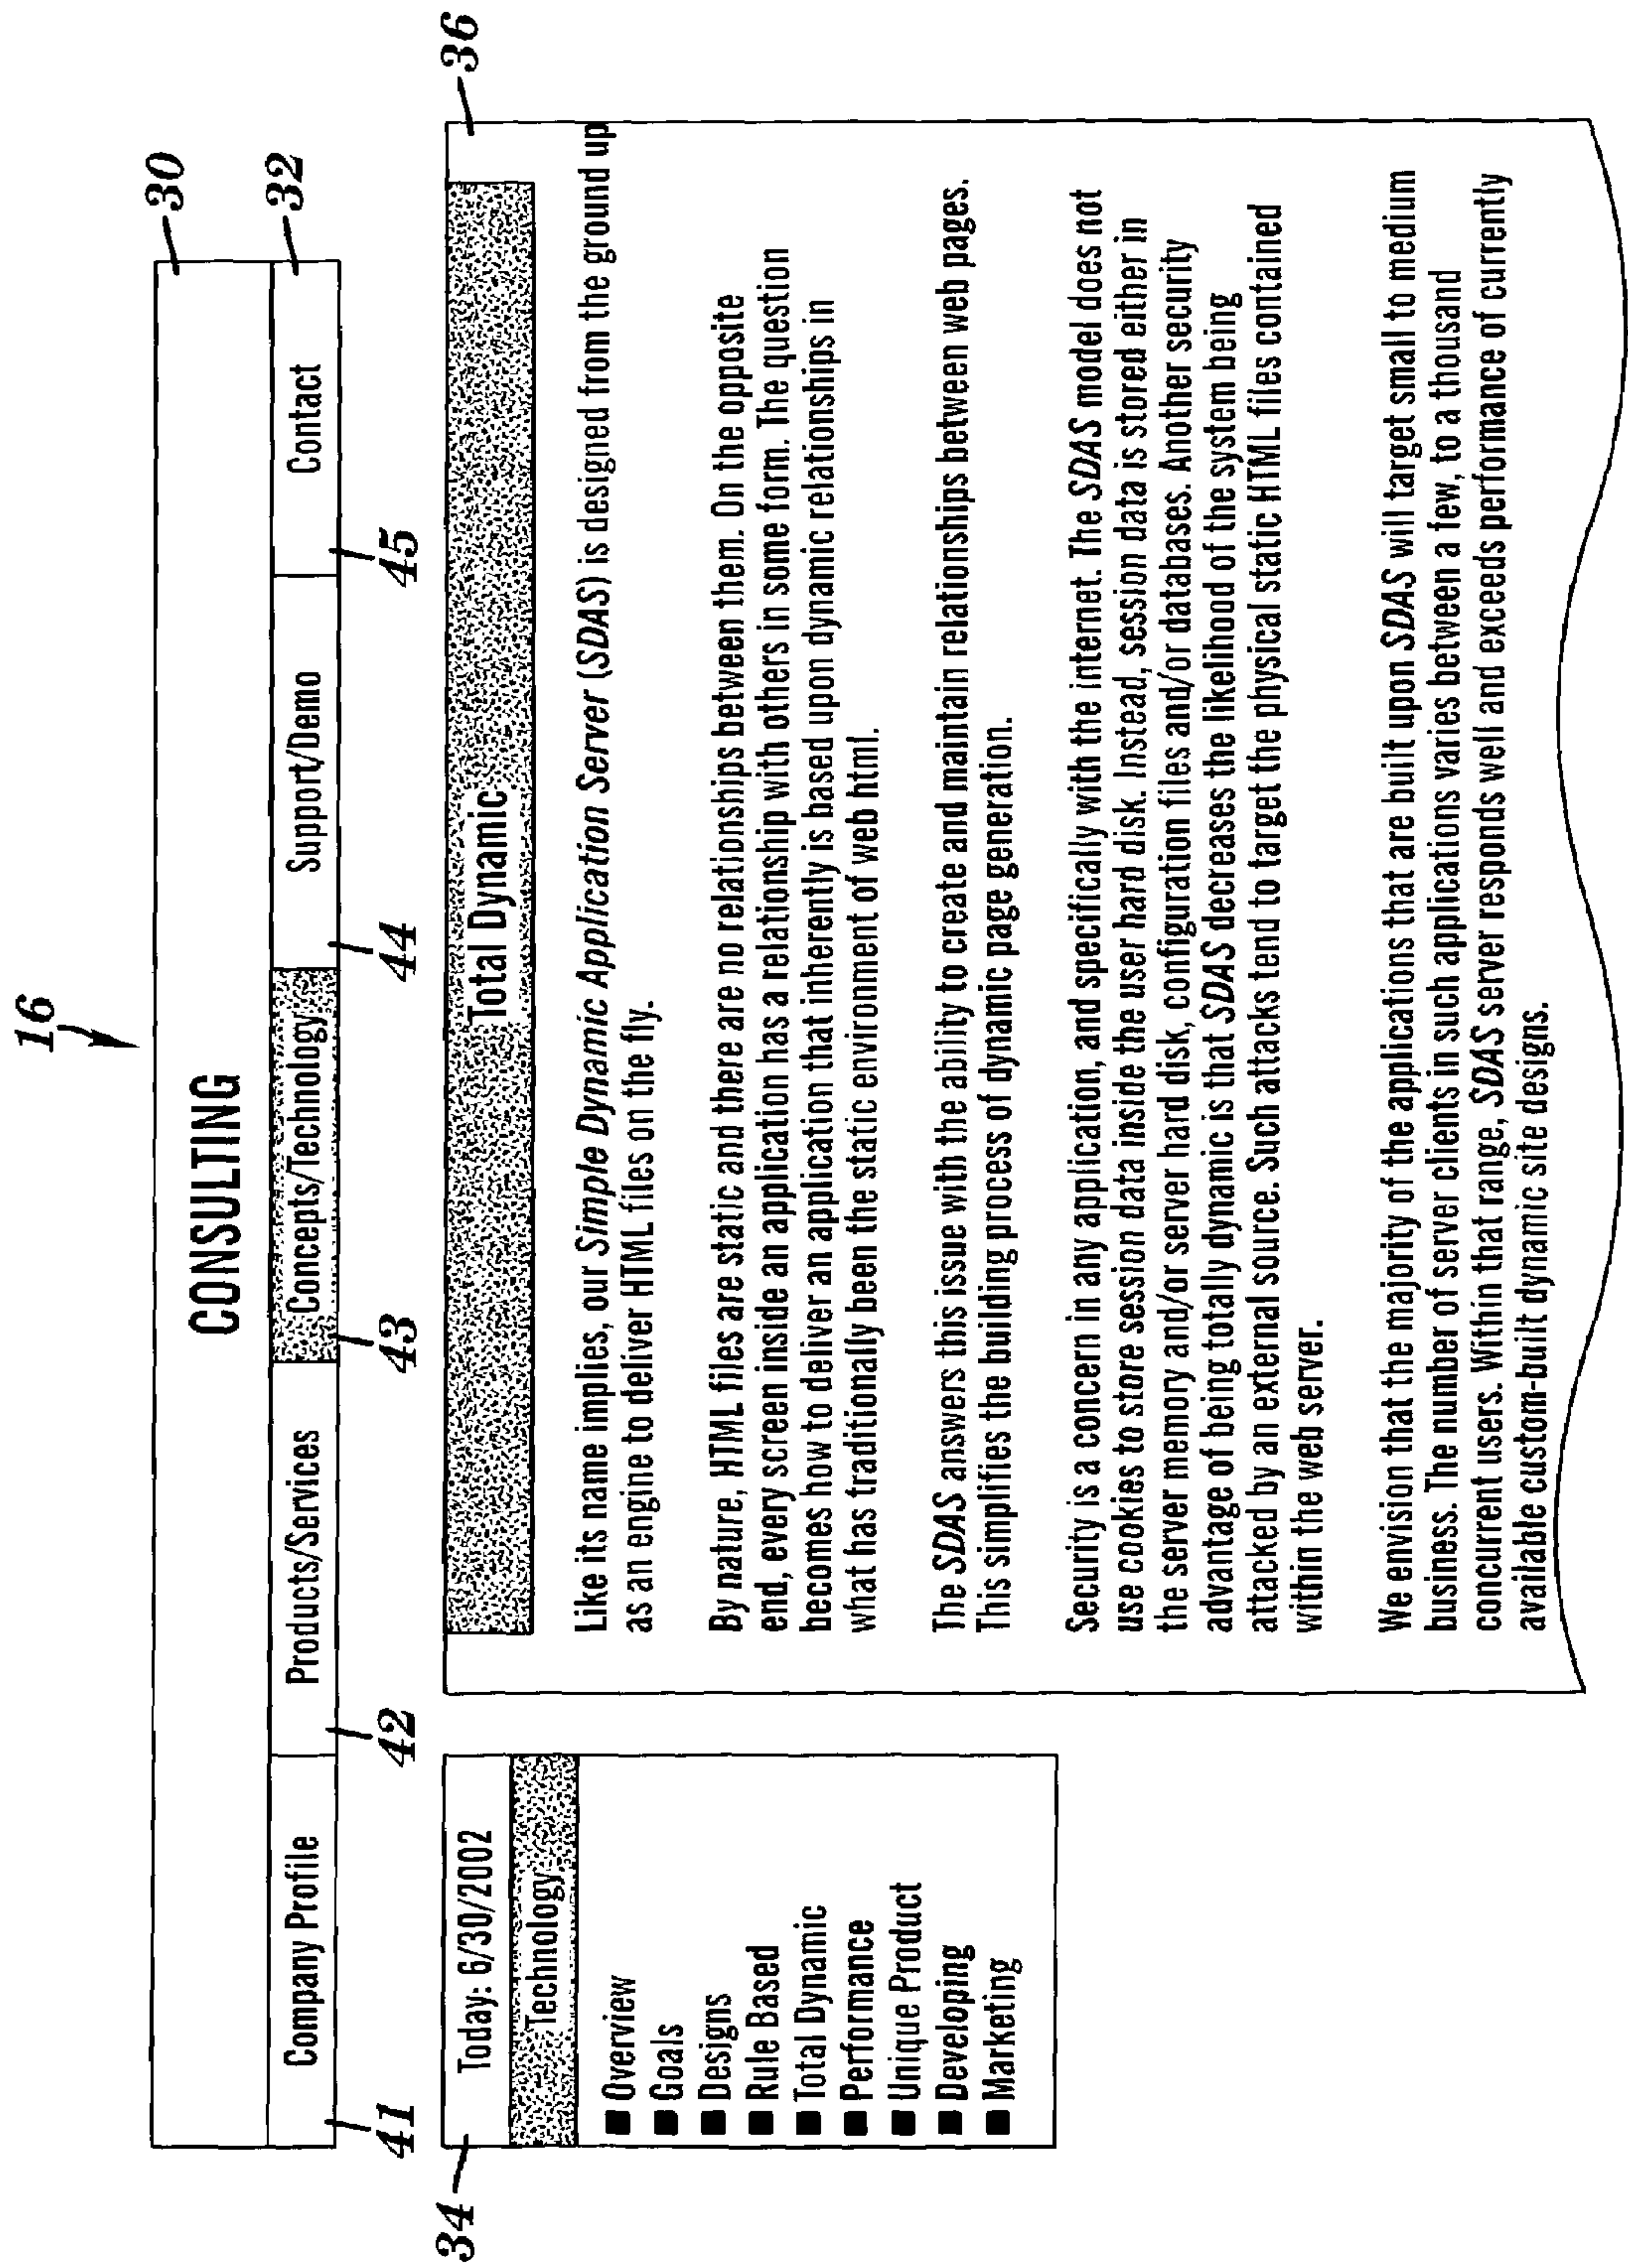 16
30
CONSULTING
32
Company Profile
Products/Services
Concepts/Technology
Support/Demo
Contact
41
42
43
44
45
34
Today: 6/30/2002
Technology
Overview
Goals
Designs
Rule Based
Total Dynamic
Performance
Unique Product
Developing
Marketing
36
Total Dynamic
Like its name implies, our Simple Dynamic Application Server (SDAS) is designed from the ground up
as an engine to deliver HTML files on the fly.
By nature, HTML files are static and there are no relationships between them. On the opposite
end, every screen inside an application has a relationship with others in some form. The question
becomes how to deliver an application that inherently is based upon dynamic relationships in
what has traditionally been the static environment of web html.
The SDAS answers this issue with the ability to create and maintain relationships between web pages.
This simplifies the building process of dynamic page generation.
Security is a concern in any application, and specifically with the internet. The SDAS model does not
use cookies to store session data inside the user hard disk. Instead, session data is stored either in
the server memory and/or server hard disk, configuration files and/or databases. Another security
advantage of being totally dynamic is that SDAS decreases the likelihood of the system being
attacked by an external source. Such attacks tend to target the physical static HTML files contained
within the web server.
We envision that the majority of the applications that are built upon SDAS will target small to medium
business. The number of server clients in such applications varies between a few, to a thousand
concurrent users. Within that range, SDAS server responds well and exceeds performance of currently
available custom-built dynamic site designs.